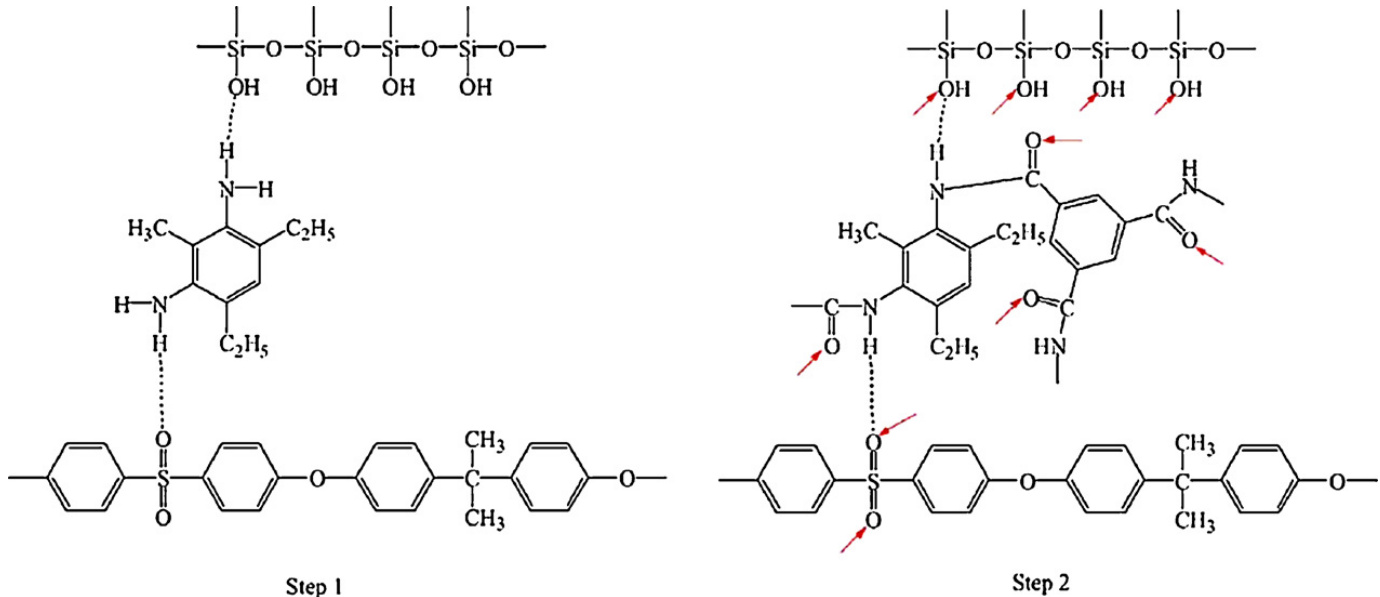 Si O Si O Si O Si O
OH OH OH OH
H
N H
H₃C C₂H₅
H N
H C₂H₅
O CH₃
S O C O
O CH₃
Step 1
Si O Si O Si O Si O
OH OH OH OH
H O
N C H N
H₃C C₂H₅ C O
C N O C
O H C₂H₅ HN
O CH₃
S O C O
O CH₃
Step 2